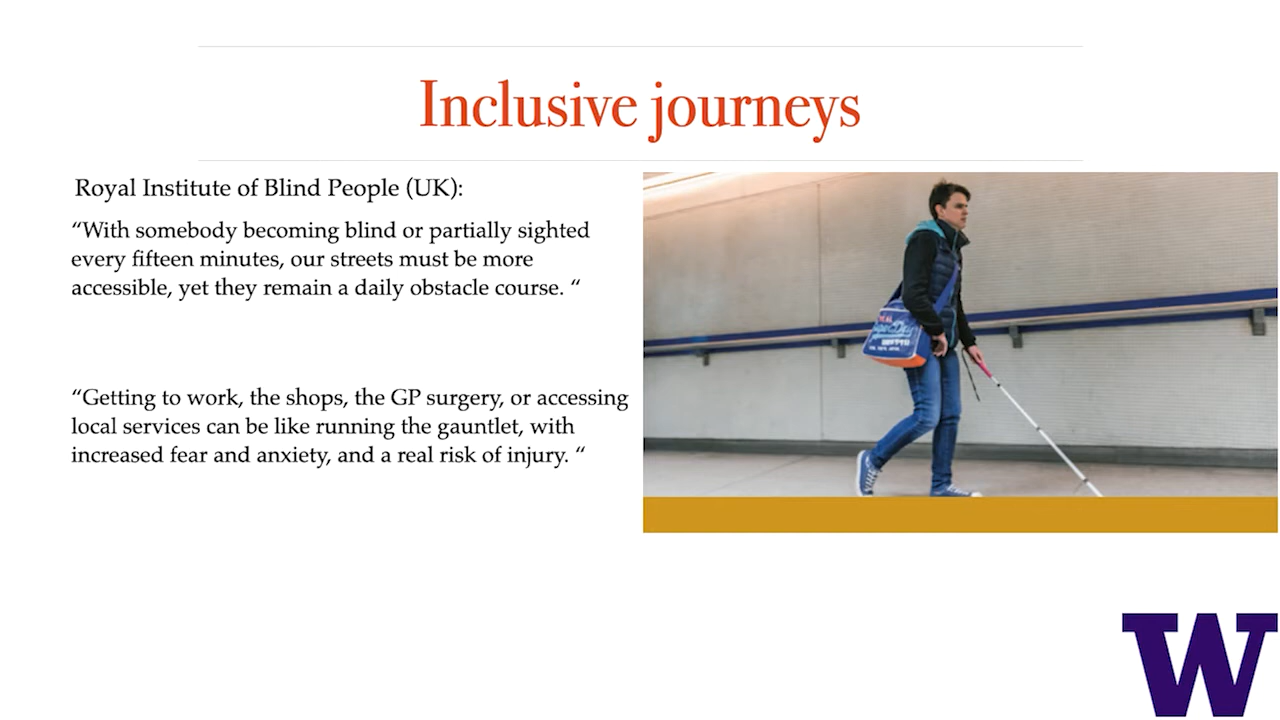 Inclusive journeys
Royal Institute of Blind People (UK):
“With somebody becoming blind or partially sighted
every fifteen minutes, our streets must be more
accessible, yet they remain a daily obstacle course. “
“Getting to work, the shops, the GP surgery, or accessing
local services can be like running the gauntlet, with
increased fear and anxiety, and a real risk of injury. “
W